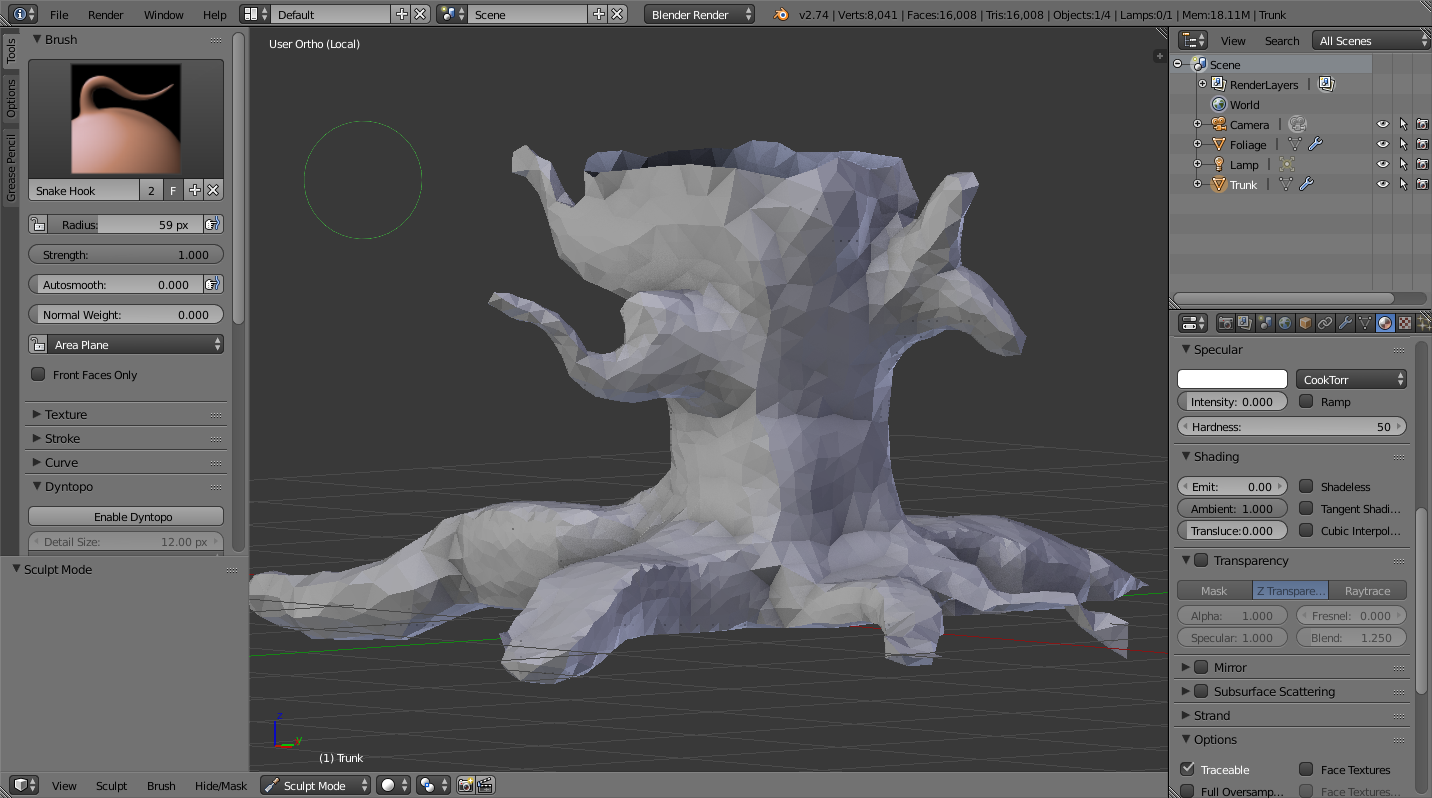 File Render Window Help Default Scene Blender Render v2.74 | Verts:8,041 | Faces:16,008 | Tris:16,008 | Objects:1/4 | Lamps:0/1 | Mem:18.11M | Trunk
Tools
Options
Grease Pencil
Brush
Snake Hook 2 F
Radius: 59 px
Strength: 1.000
Autosmooth: 0.000
Normal Weight: 0.000
Area Plane
Front Faces Only
Texture
Stroke
Curve
Dyntopo
Enable Dyntopo
Detail Size: 12.00 px
Sculpt Mode
User Ortho (Local)
z
y
(1) Trunk
View Sculpt Brush Hide/Mask Sculpt Mode
View Search All Scenes
Scene
RenderLayers
World
Camera
Foliage
Lamp
Trunk
Specular
CookTorr
Intensity: 0.000 Ramp
Hardness: 50
Shading
Emit: 0.00 Shadeless
Ambient: 1.000 Tangent Shadi...
Transluce:0.000 Cubic Interpol...
Transparency
Mask Z Transpare... Raytrace
Alpha: 1.000 Fresnel: 0.000
Specular: 1.000 Blend: 1.250
Mirror
Subsurface Scattering
Strand
Options
Traceable Face Textures
Full Oversamp... Face Textures...